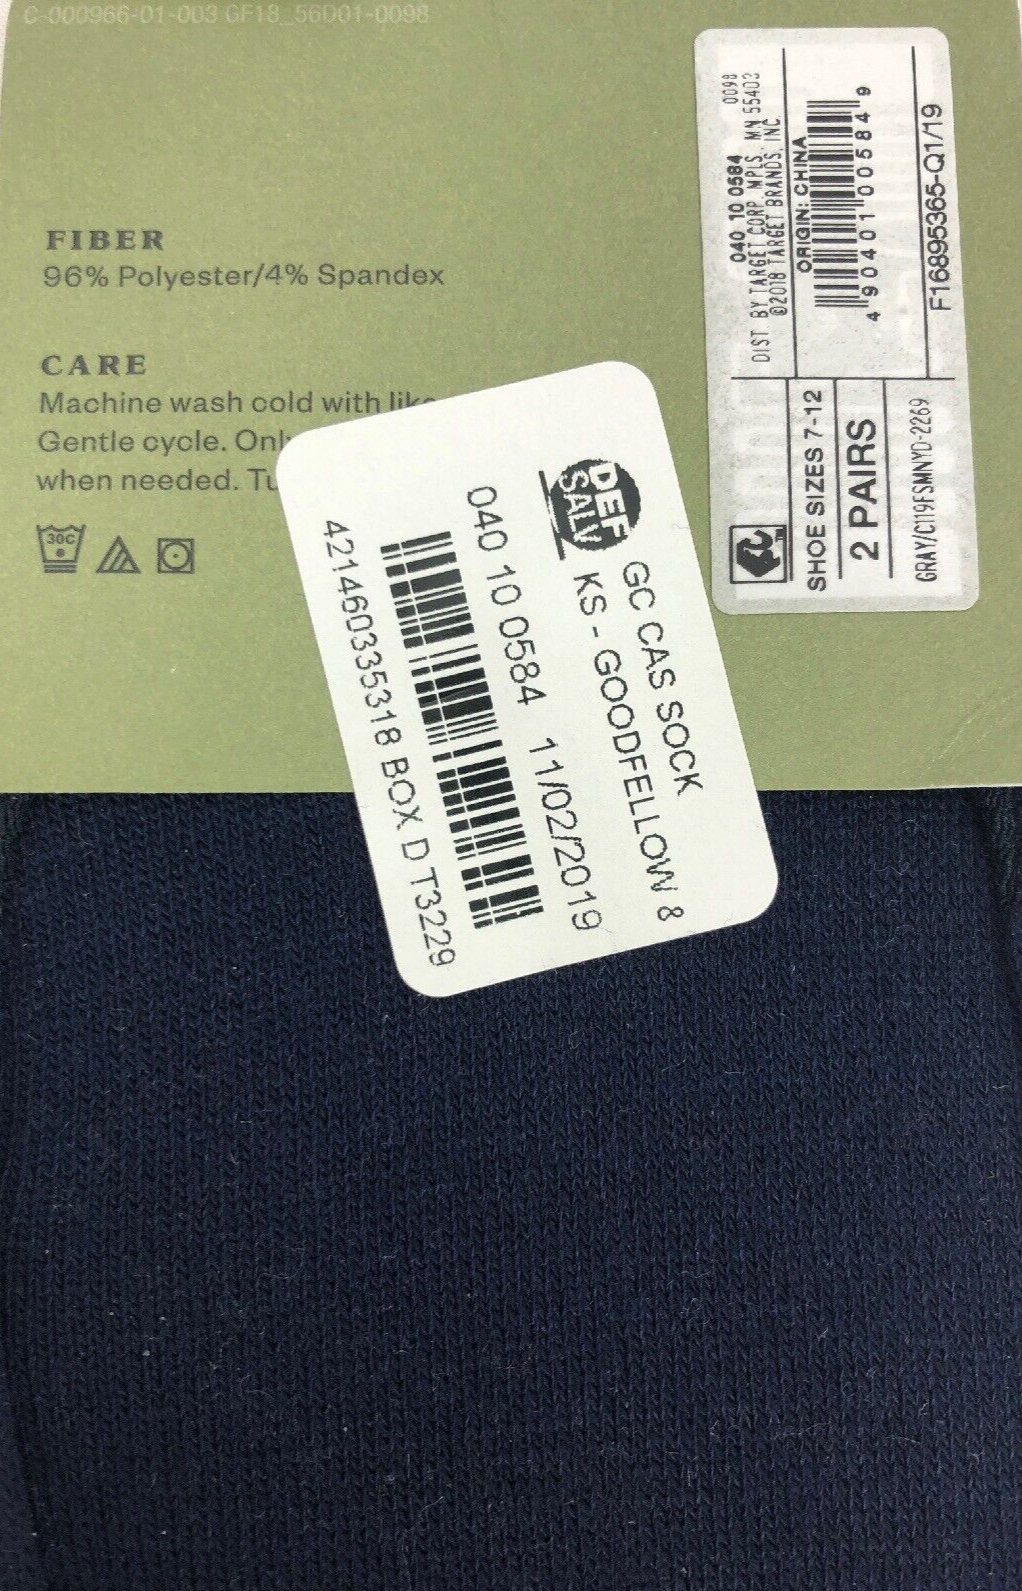 C-000966-01-003 GF18_56D01-0098
FIBER
96% Polyester/4% Spandex
CARE
Machine wash cold with like
Gentle cycle. Only
when needed. Tu
30C
040 10 0584
0098
DIST BY TARGET CORP MPLS. MN 55403
©2018 TARGET BRANDS, INC.
ORIGIN: CHINA
4 90401 00584 9
F16895365-Q1/19
SHOE SIZES 7-12
2 PAIRS
GRAY/C119FSMNYD-2269
DEF
SALV
GC CAS SOCK
KS - GOODFELLOW 8
040 10 0584 11/02/2019
421460335318 BOX D T3229